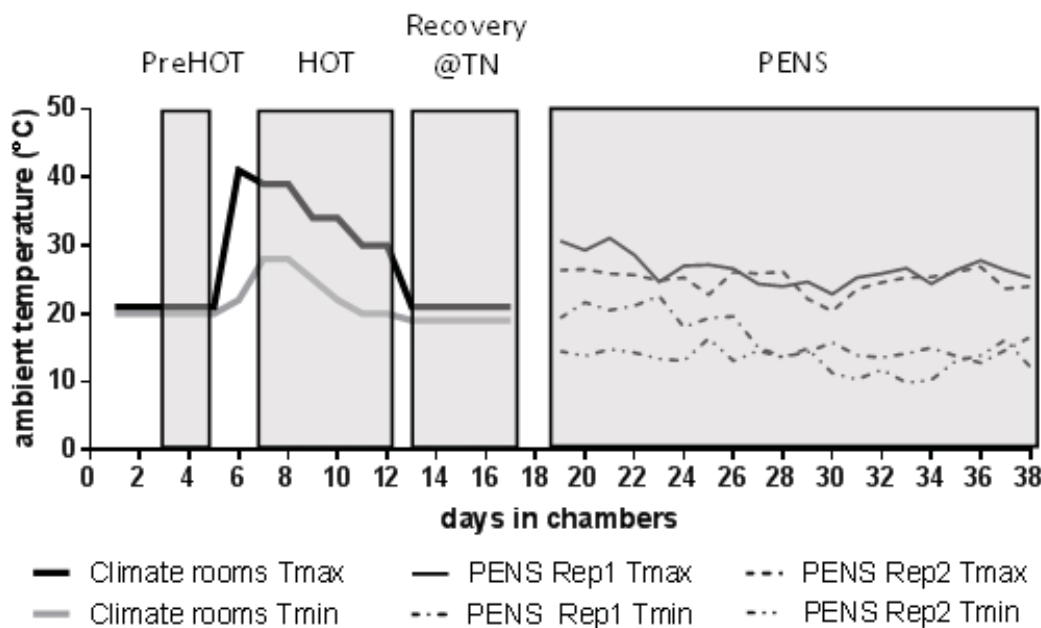 Recovery
PreHOT HOT @TN PENS
50
40
30
20
10
0
ambient temperature (°C)
0 2 4 6 8 10 12 14 16 18 20 22 24 26 28 30 32 34 36 38
days in chambers
Climate rooms Tmax PENS Rep1 Tmax PENS Rep2 Tmax
Climate rooms Tmin PENS Rep1 Tmin PENS Rep2 Tmin